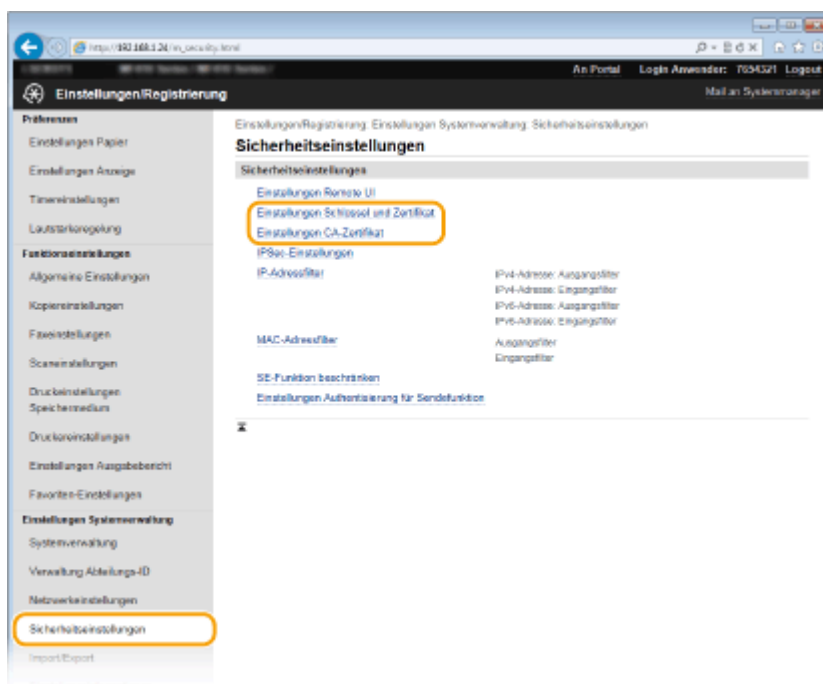 http://192.168.1.24/m_security.html
An Portal Login Anwender: 7654321 Logout
Einstellungen/Registrierung
Mail an Systemmanager
Präferenzen
Einstellungen Papier
Einstellungen Anzeige
Timereinstellungen
Lautstärkeregelung
Funktionseinstellungen
Allgemeine Einstellungen
Kopiereinstellungen
Faxeinstellungen
Scaneinstellungen
Druckeinstellungen
Speichermedium
Druckereinstellungen
Einstellungen Ausgabebericht
Favoriten-Einstellungen
Einstellungen Systemverwaltung
Systemverwaltung
Verwaltung Abteilungs-ID
Netzwerkeinstellungen
Sicherheitseinstellungen
Import/Export
Einstellungen/Registrierung: Einstellungen Systemverwaltung: Sicherheitseinstellungen
Sicherheitseinstellungen
Sicherheitseinstellungen
Einstellungen Remote UI
Einstellungen Schlüssel und Zertifikat
Einstellungen CA-Zertifikat
IPSec-Einstellungen
IP-Adressfilter
IPv4-Adresse: Ausgangsfilter
IPv4-Adresse: Eingangsfilter
IPv6-Adresse: Ausgangsfilter
IPv6-Adresse: Eingangsfilter
MAC-Adressfilter
Ausgangsfilter
Eingangsfilter
SE-Funktion beschränken
Einstellungen Authentisierung für Sendefunktion